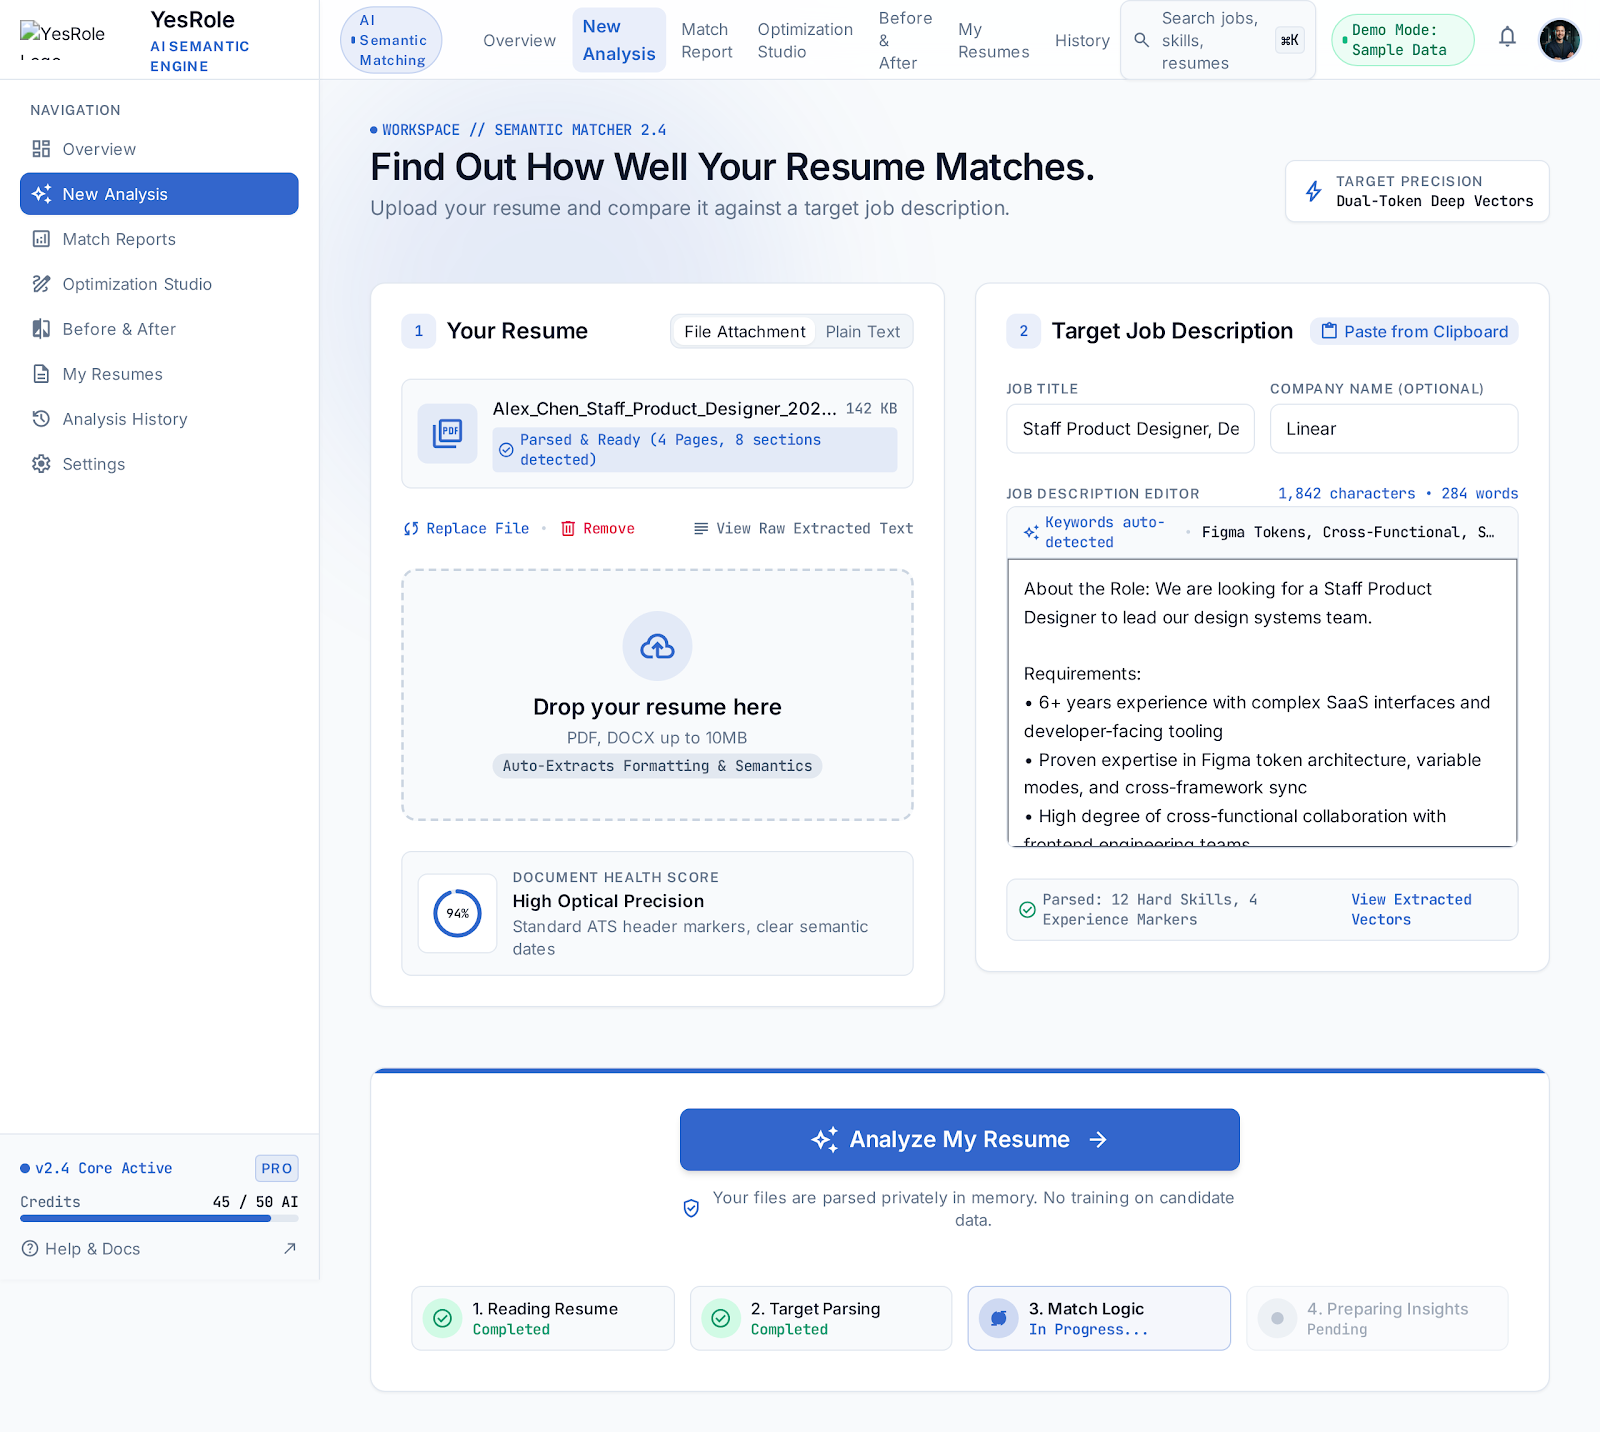 YesRole
YesRole
AI SEMANTIC
ENGINE
AI
Semantic
Matching
Overview
New
Analysis
Match
Report
Optimization
Studio
Before
&
After
My
Resumes
History
Search jobs,
skills,
resumes
⌘K
Demo Mode:
Sample Data
NAVIGATION
Overview
New Analysis
Match Reports
Optimization Studio
Before & After
My Resumes
Analysis History
Settings
v2.4 Core Active
PRO
Credits
45 / 50 AI
Help & Docs
WORKSPACE // SEMANTIC MATCHER 2.4
Find Out How Well Your Resume Matches.
Upload your resume and compare it against a target job description.
TARGET PRECISION
Dual-Token Deep Vectors
1
Your Resume
File Attachment
Plain Text
PDF
Alex_Chen_Staff_Product_Designer_202...
142 KB
Parsed & Ready (4 Pages, 8 sections
detected)
Replace File
•
Remove
View Raw Extracted Text
Drop your resume here
PDF, DOCX up to 10MB
Auto-Extracts Formatting & Semantics
94%
DOCUMENT HEALTH SCORE
High Optical Precision
Standard ATS header markers, clear semantic
dates
2
Target Job Description
Paste from Clipboard
JOB TITLE
COMPANY NAME (OPTIONAL)
Staff Product Designer, De
Linear
JOB DESCRIPTION EDITOR
1,842 characters • 284 words
Keywords auto-
detected
•
Figma Tokens, Cross-Functional, S…
About the Role: We are looking for a Staff Product
Designer to lead our design systems team.
Requirements:
• 6+ years experience with complex SaaS interfaces and
developer-facing tooling
• Proven expertise in Figma token architecture, variable
modes, and cross-framework sync
• High degree of cross-functional collaboration with
frontend engineering teams
Parsed: 12 Hard Skills, 4
Experience Markers
View Extracted
Vectors
Analyze My Resume
Your files are parsed privately in memory. No training on candidate
data.
1. Reading Resume
Completed
2. Target Parsing
Completed
3. Match Logic
In Progress...
4. Preparing Insights
Pending